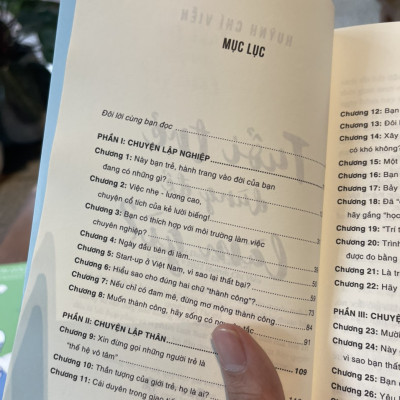 HUỲNH CHÍ VIỄN
MỤC LỤC
Đôi lời cùng bạn đọc
PHẦN I: CHUYỆN LẬP NGHIỆP
Chương 1: Này bạn trẻ, hành trang vào đời của bạn
đang có những gì?
Chương 2: Việc nhẹ - lương cao,
chuyện cổ tích của kẻ lười biếng!
Chương 3: Bạn có thích hợp với môi trường làm việc
chuyên nghiệp?
Chương 4: Ngày đầu tiên đi làm
Chương 5: Start-up ở Việt Nam, vì sao lại thất bại?
Chương 6: Hiểu sao cho đúng hai chữ "thành công"?
Chương 7: Nếu chỉ có đam mê, đừng mơ mộng thành công
Chương 8: Muốn thành công, hãy sống có tắc
55
61
73
84
91
PHẦN II: CHUYỆN LẬP THÂN
109
Chương 9: Xin đừng gọi những người trẻ là
"thế hệ vô tâm"
Chương 10: Thần tượng của giới trẻ, họ là ai?
Chương 11: Cái duyên trong giao
Chương 12: Bạn
Chương 13: Đôi
Chương 14: Xây
có khó không?
Chương 15: Một
Chương 16: Bạn
Chương 17: Bảy
Chương 18: Đã
hãy gắng "học
Chương 19: "Trí t
Chương 20: Trình
được đo bằng
Chương 21: Là tr
Chương 22: Hãy
PHẦN III: CHUYỆ
Chương 23: Mười
Chương 24: Này
vì sao bạn thất
Chương 25: Bạn
Chương 26: Yêu